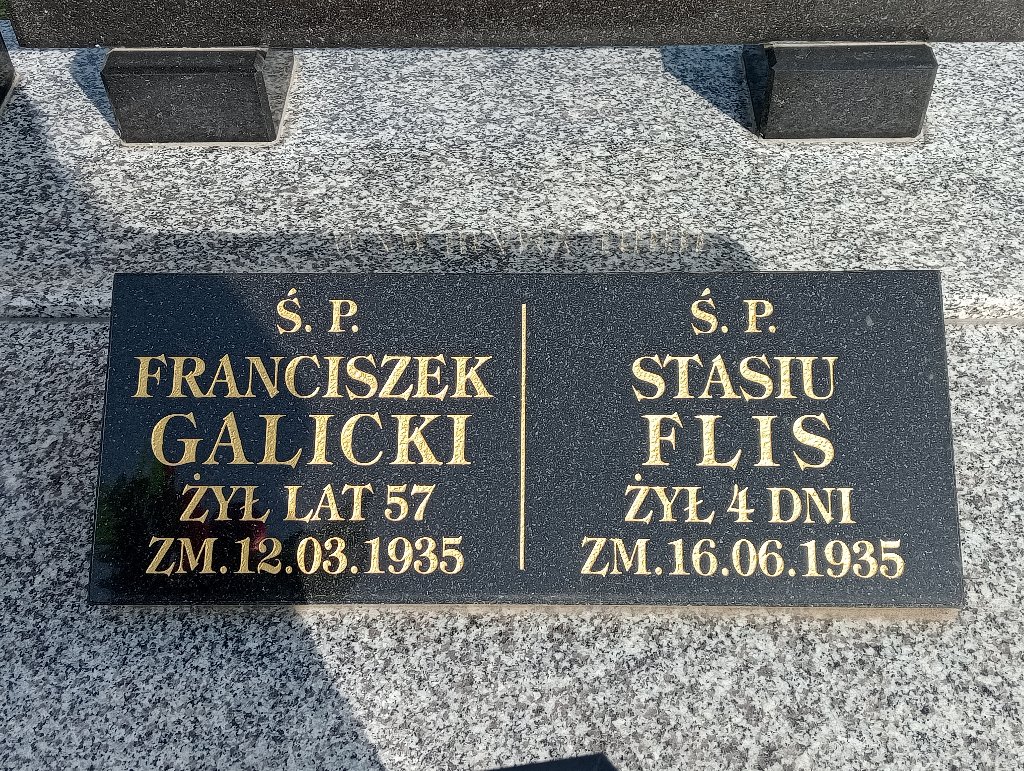 Ś. P.
FRANCISZEK
GALICKI
ŻYŁ LAT 57
ZM.12.03.1935
Ś. P.
STASIU
FLIS
ŻYŁ 4 DNI
ZM.16.06.1935